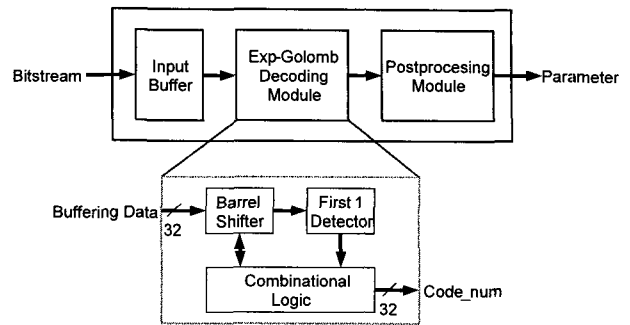 Bitstream
Input
Buffer
Exp-Golomb
Decoding
Module
Postprocesing
Module
Parameter
Buffering Data
32
Barrel
Shifter
First 1
Detector
Combinational
Logic
32
Code_num